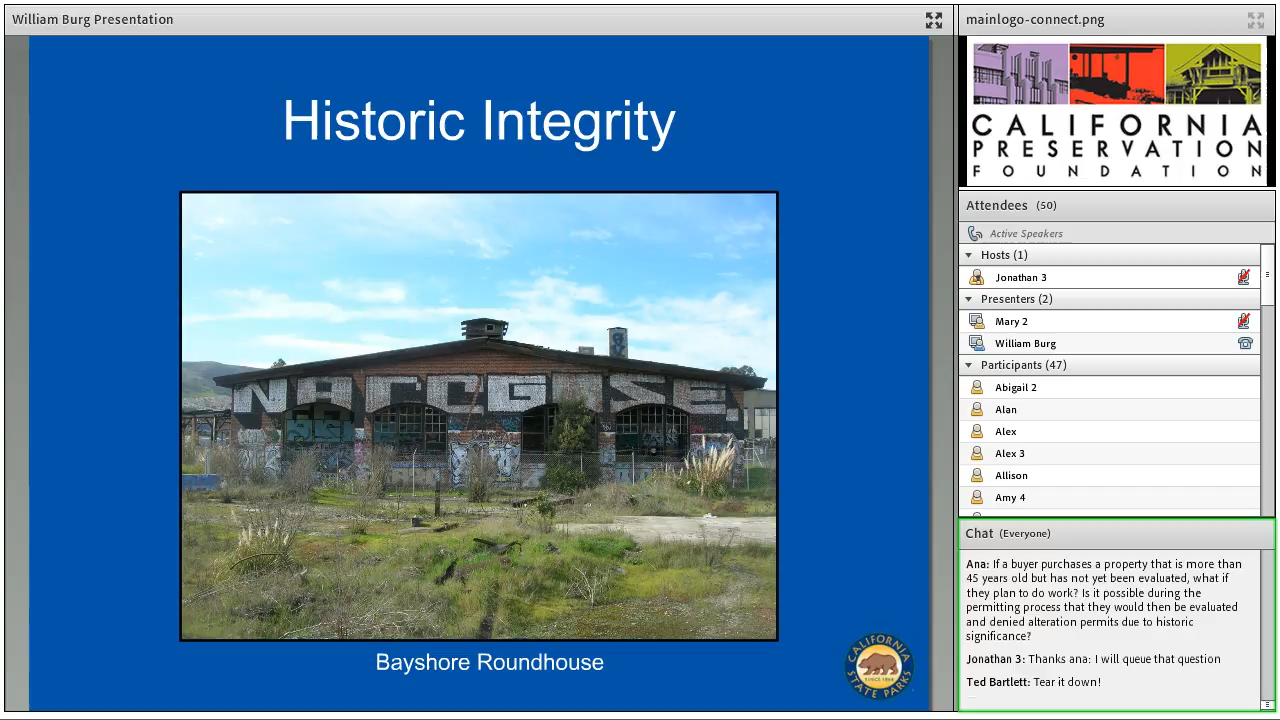 William Burg Presentation
Historic Integrity
Bayshore Roundhouse
CALIFORNIA
STATE PARKS
SINCE 1864
mainlogo-connect.png
CALIFORNIA
PRESERVATION
FOUNDATION
Attendees (50)
Active Speakers
Hosts (1)
Jonathan 3
Presenters (2)
Mary 2
William Burg
Participants (47)
Abigail 2
Alan
Alex
Alex 3
Allison
Amy 4
Chat (Everyone)
Ana: If a buyer purchases a property that is more than
45 years old but has not yet been evaluated, what if
they plan to do work? Is it possible during the
permitting process that they would then be evaluated
and denied alteration permits due to historic
significance?
Jonathan 3: Thanks ana: I will queue that question
Ted Bartlett: Tear it down!